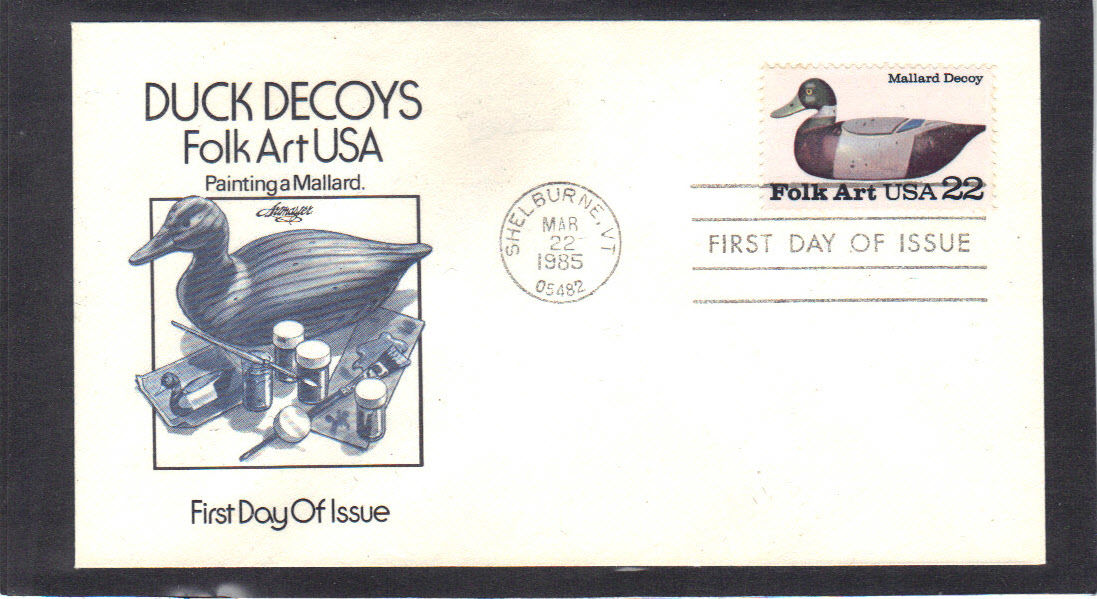 DUCK DECOYS
Folk Art USA
Painting a Mallard.
Artmaster
First Day Of Issue
SHELBURNE, VT
MAR
22
1985
05482
Mallard Decoy
Folk Art USA 22
FIRST DAY OF ISSUE